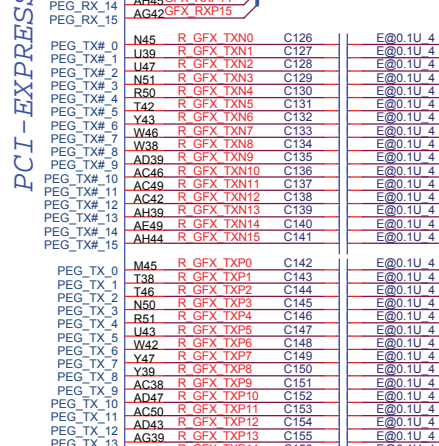 PEG_RX_14 AH45
PEG_RX_15 AG42 GFX_RXP15
PCI-EXPRESS
PEG_TX#_0 N45 R_GFX_TXN0 C126 E@0.1U_4
PEG_TX#_1 U39 R_GFX_TXN1 C127 E@0.1U_4
PEG_TX#_2 U47 R_GFX_TXN2 C128 E@0.1U_4
PEG_TX#_3 N51 R_GFX_TXN3 C129 E@0.1U_4
PEG_TX#_4 R50 R_GFX_TXN4 C130 E@0.1U_4
PEG_TX#_5 T42 R_GFX_TXN5 C131 E@0.1U_4
PEG_TX#_6 Y43 R_GFX_TXN6 C132 E@0.1U_4
PEG_TX#_7 W46 R_GFX_TXN7 C133 E@0.1U_4
PEG_TX#_8 W38 R_GFX_TXN8 C134 E@0.1U_4
PEG_TX#_9 AD39 R_GFX_TXN9 C135 E@0.1U_4
PEG_TX#_10 AC46 R_GFX_TXN10 C136 E@0.1U_4
PEG_TX#_11 AC49 R_GFX_TXN11 C137 E@0.1U_4
PEG_TX#_12 AC42 R_GFX_TXN12 C138 E@0.1U_4
PEG_TX#_13 AH39 R_GFX_TXN13 C139 E@0.1U_4
PEG_TX#_14 AE49 R_GFX_TXN14 C140 E@0.1U_4
PEG_TX#_15 AH44 R_GFX_TXN15 C141 E@0.1U_4
PEG_TX_0 M45 R_GFX_TXP0 C142 E@0.1U_4
PEG_TX_1 T38 R_GFX_TXP1 C143 E@0.1U_4
PEG_TX_2 T46 R_GFX_TXP2 C144 E@0.1U_4
PEG_TX_3 N50 R_GFX_TXP3 C145 E@0.1U_4
PEG_TX_4 R51 R_GFX_TXP4 C146 E@0.1U_4
PEG_TX_5 U43 R_GFX_TXP5 C147 E@0.1U_4
PEG_TX_6 W42 R_GFX_TXP6 C148 E@0.1U_4
PEG_TX_7 Y47 R_GFX_TXP7 C149 E@0.1U_4
PEG_TX_8 Y39 R_GFX_TXP8 C150 E@0.1U_4
PEG_TX_9 AC38 R_GFX_TXP9 C151 E@0.1U_4
PEG_TX_10 AD47 R_GFX_TXP10 C152 E@0.1U_4
PEG_TX_11 AC50 R_GFX_TXP11 C153 E@0.1U_4
PEG_TX_12 AD43 R_GFX_TXP12 C154 E@0.1U_4
PEG_TX_13 AG39 R_GFX_TXP13 C155 E@0.1U_4